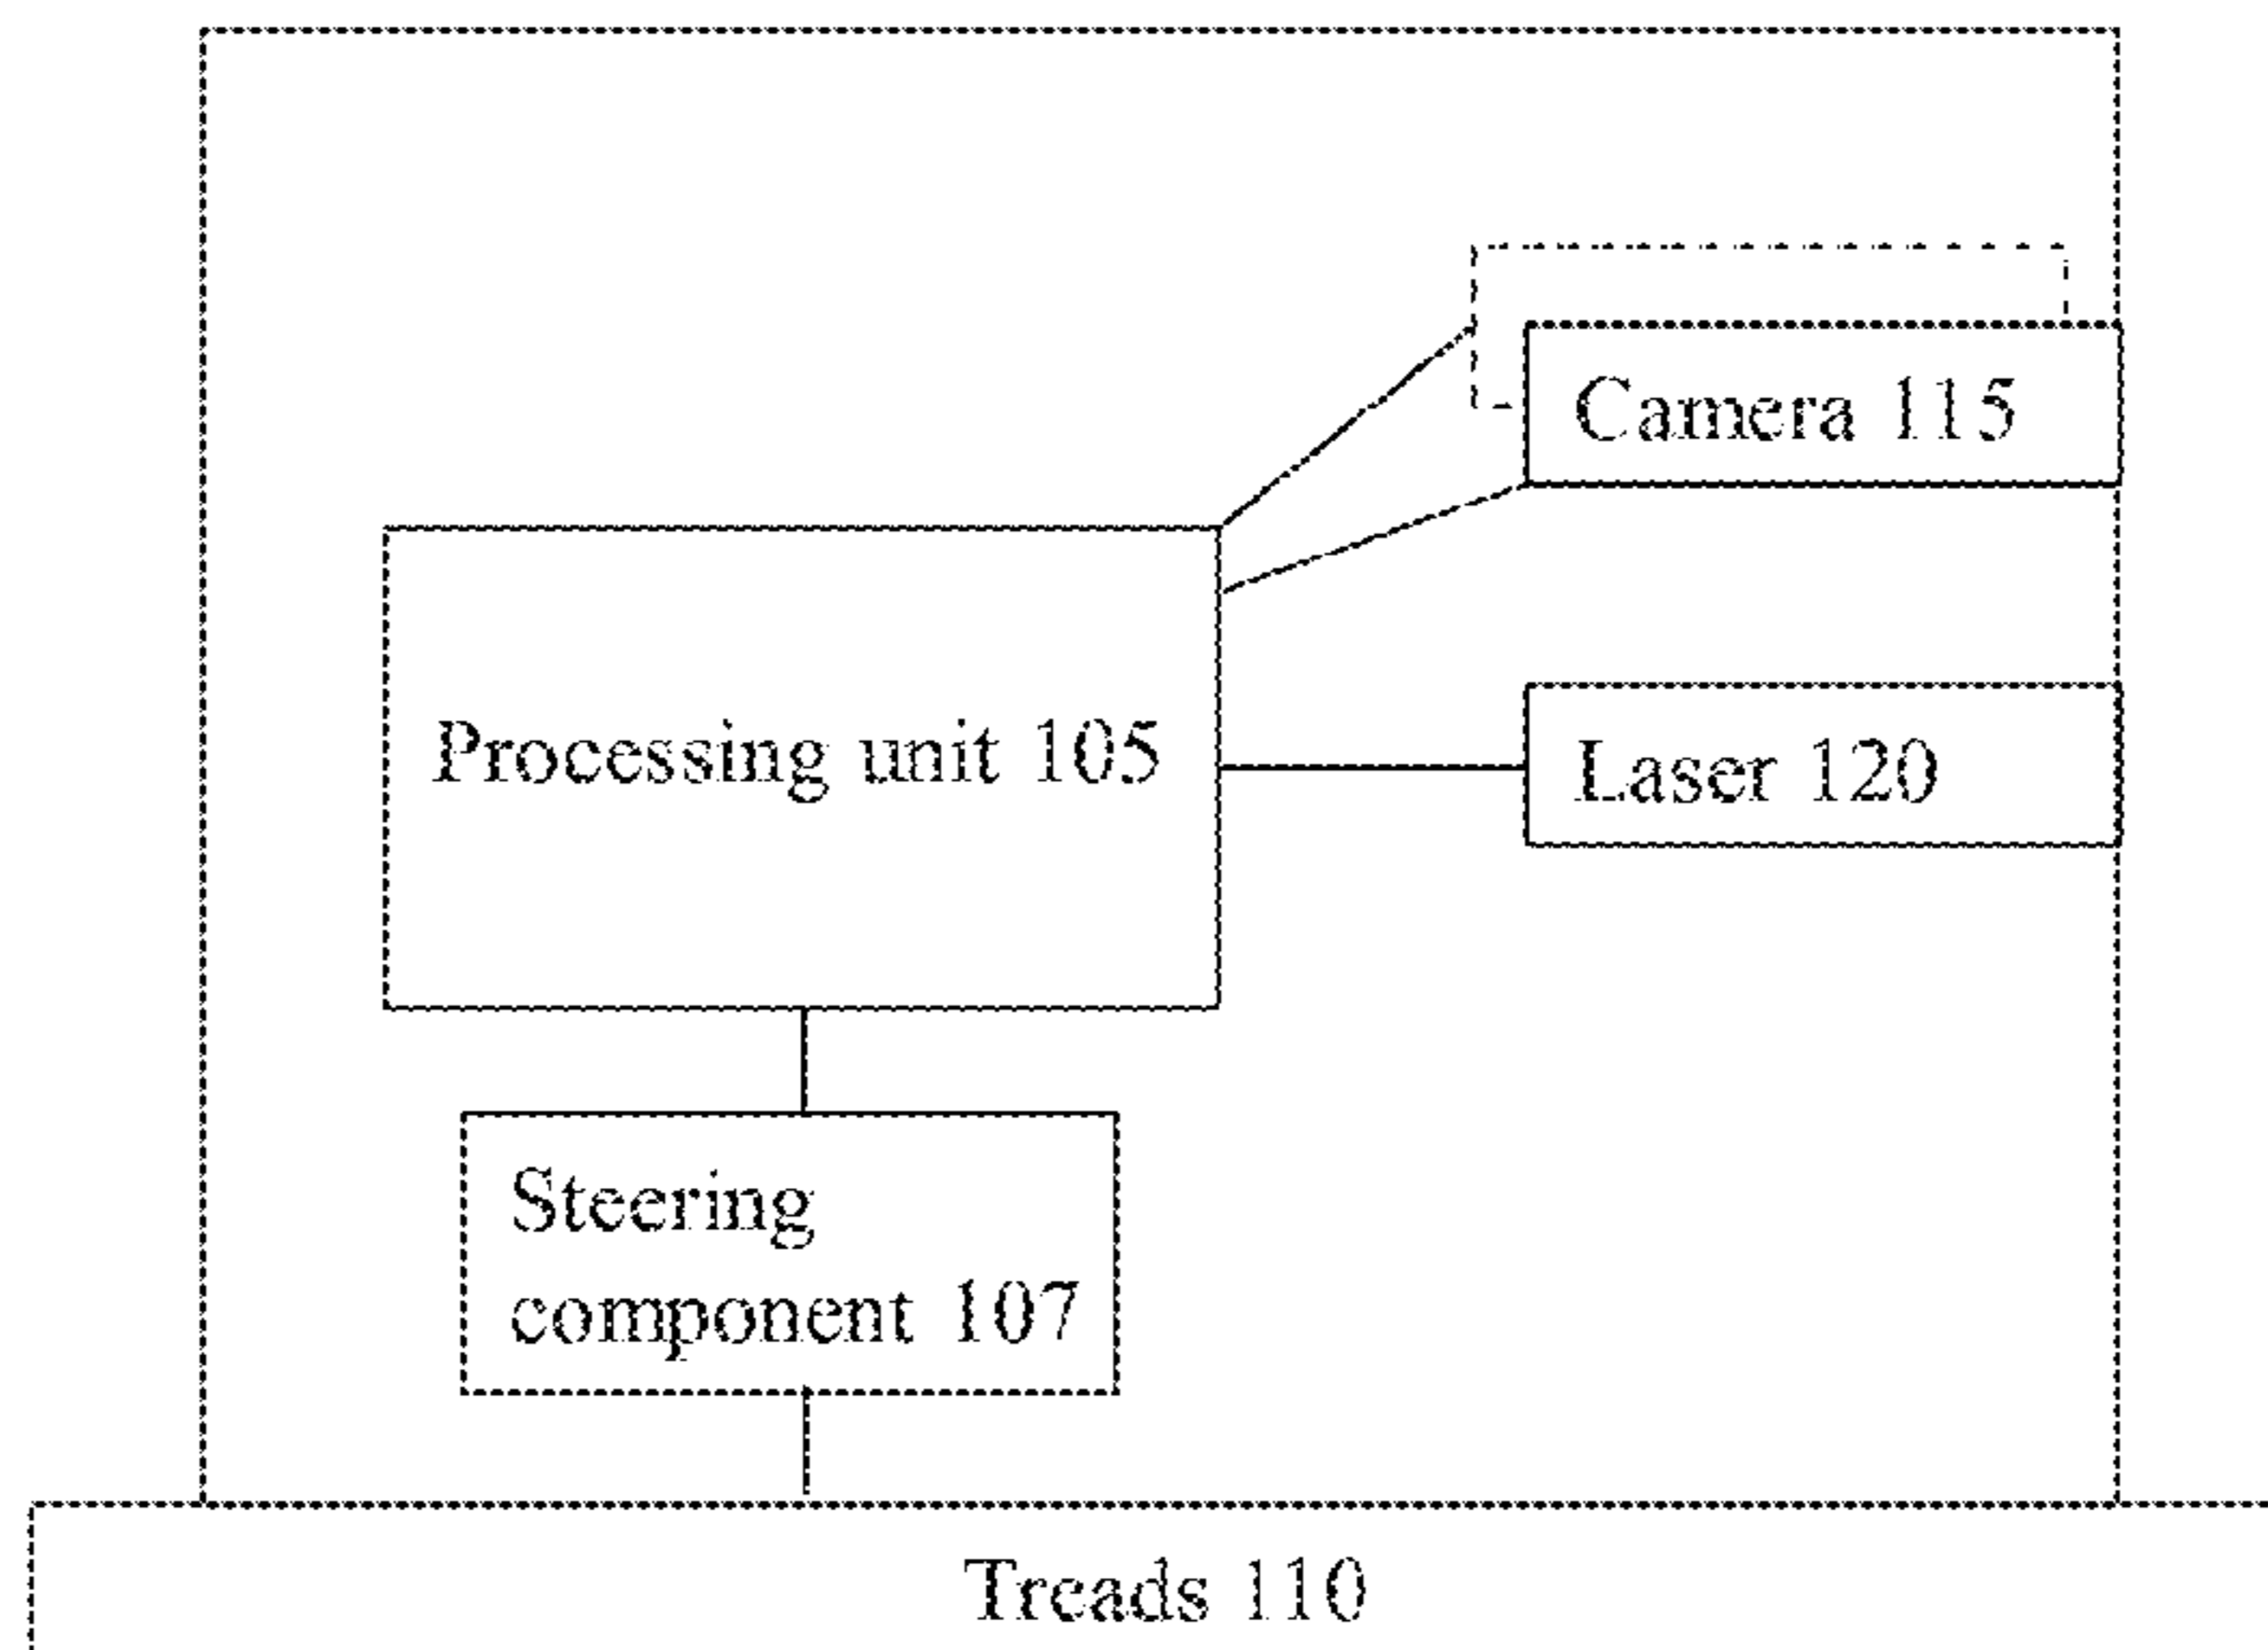 Camera 115
Processing unit 105
Laser 120
Steering
component 107
Treads 110